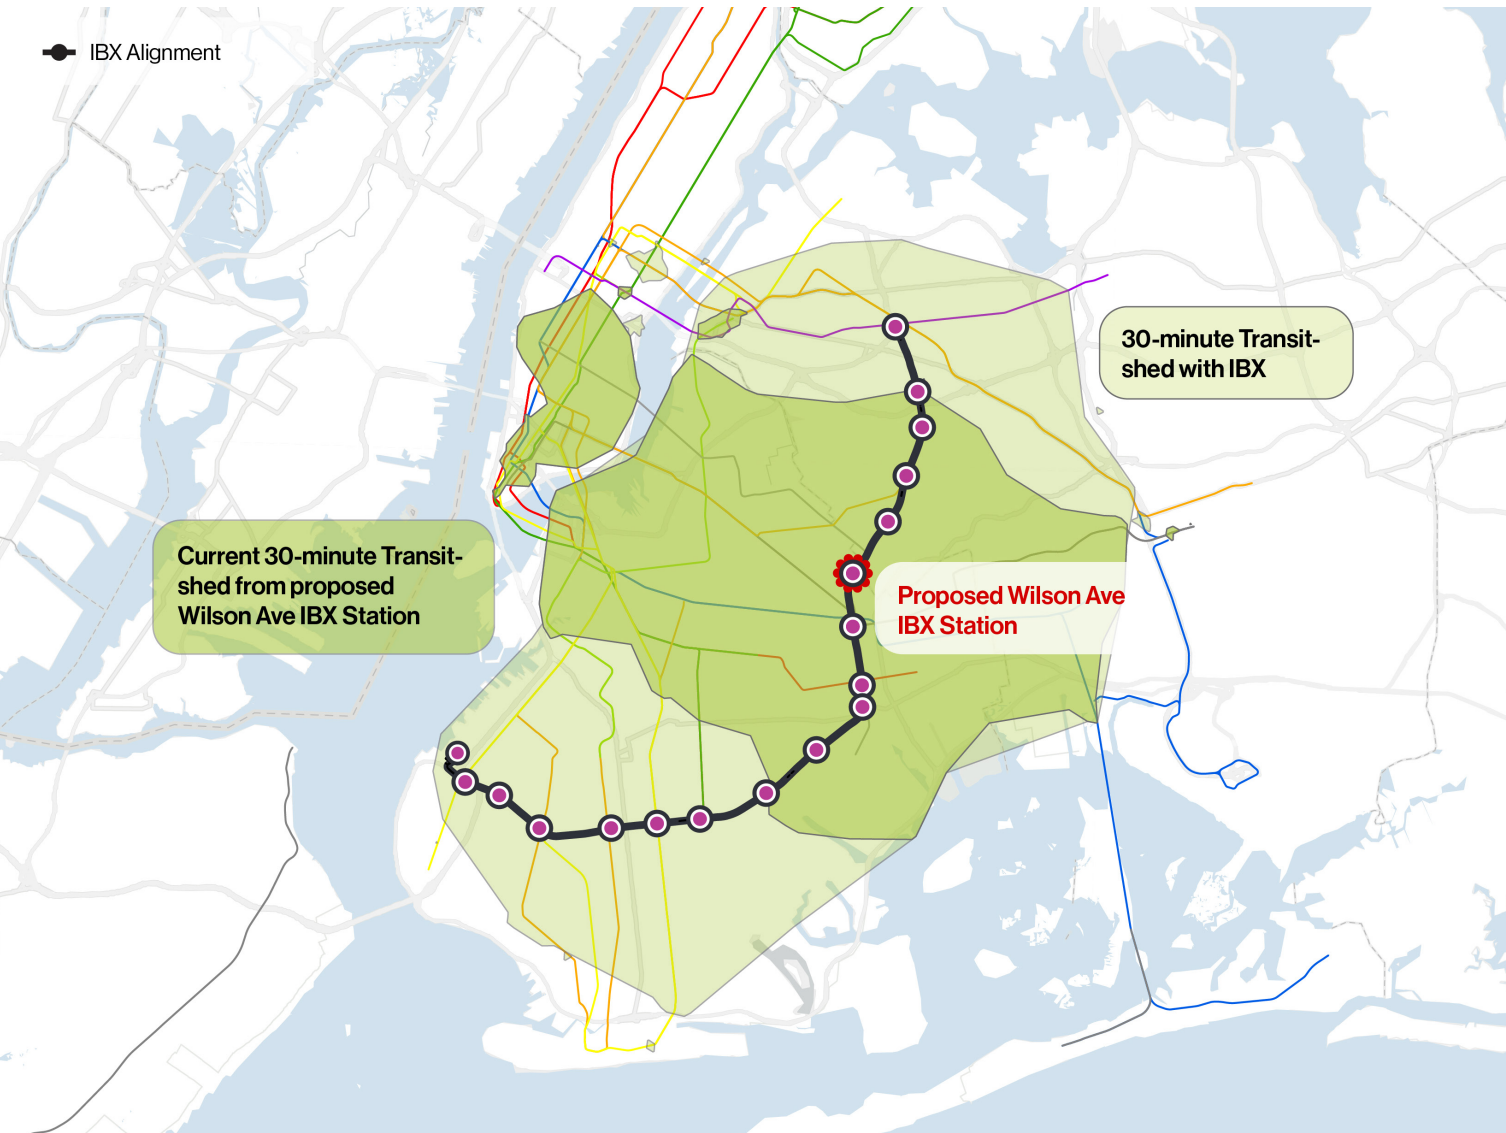 IBX Alignment
30-minute Transit-
shed with IBX
Current 30-minute Transit-
shed from proposed
Wilson Ave IBX Station
Proposed Wilson Ave
IBX Station